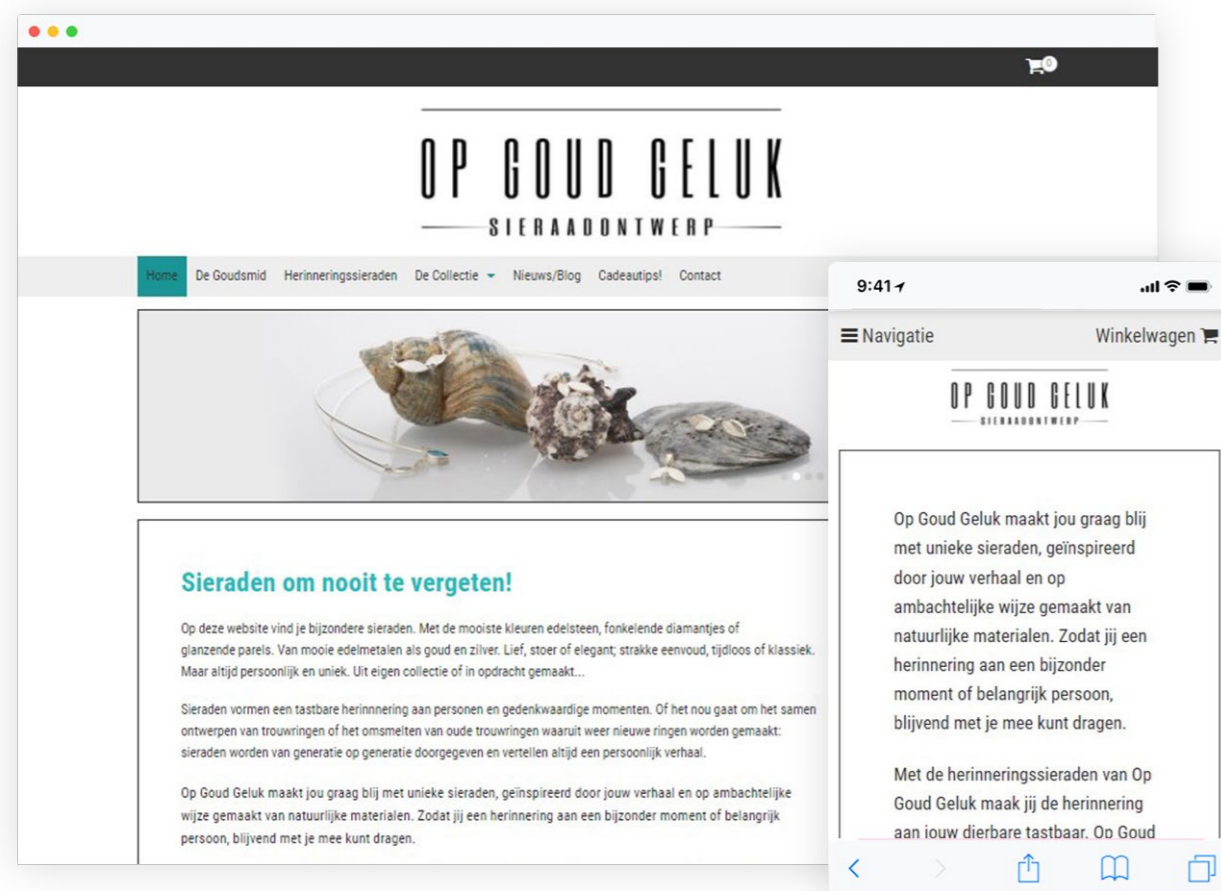 0
OP GOUD GELUK
SIERAADONTWERP
Home De Goudsmid Herinneringssieraden De Collectie Nieuws/Blog Cadeautips! Contact
Sieraden om nooit te vergeten!
Op deze website vind je bijzondere sieraden. Met de mooiste kleuren edelsteen, fonkelende diamantjes of
glanzende parels. Van mooie edelmetalen als goud en zilver. Lief, stoer of elegant; strakke eenvoud, tijdloos of klassiek.
Maar altijd persoonlijk en uniek. Uit eigen collectie of in opdracht gemaakt...
Sieraden vormen een tastbare herinnnering aan personen en gedenkwaardige momenten. Of het nou gaat om het samen
ontwerpen van trouwringen of het omsmelten van oude trouwringen waaruit weer nieuwe ringen worden gemaakt:
sieraden worden van generatie op generatie doorgegeven en vertellen altijd een persoonlijk verhaal.
Op Goud Geluk maakt jou graag blij met unieke sieraden, geïnspireerd door jouw verhaal en op ambachtelijke
wijze gemaakt van natuurlijke materialen. Zodat jij een herinnering aan een bijzonder moment of belangrijk
persoon, blijvend met je mee kunt dragen.
9:41
Navigatie Winkelwagen
OP GOUD GELUK
SIERAADONTWERP
Op Goud Geluk maakt jou graag blij
met unieke sieraden, geïnspireerd
door jouw verhaal en op
ambachtelijke wijze gemaakt van
natuurlijke materialen. Zodat jij een
herinnering aan een bijzonder
moment of belangrijk persoon,
blijvend met je mee kunt dragen.
Met de herinneringssieraden van Op
Goud Geluk maak jij de herinnering
aan jouw dierbare tastbaar. Op Goud